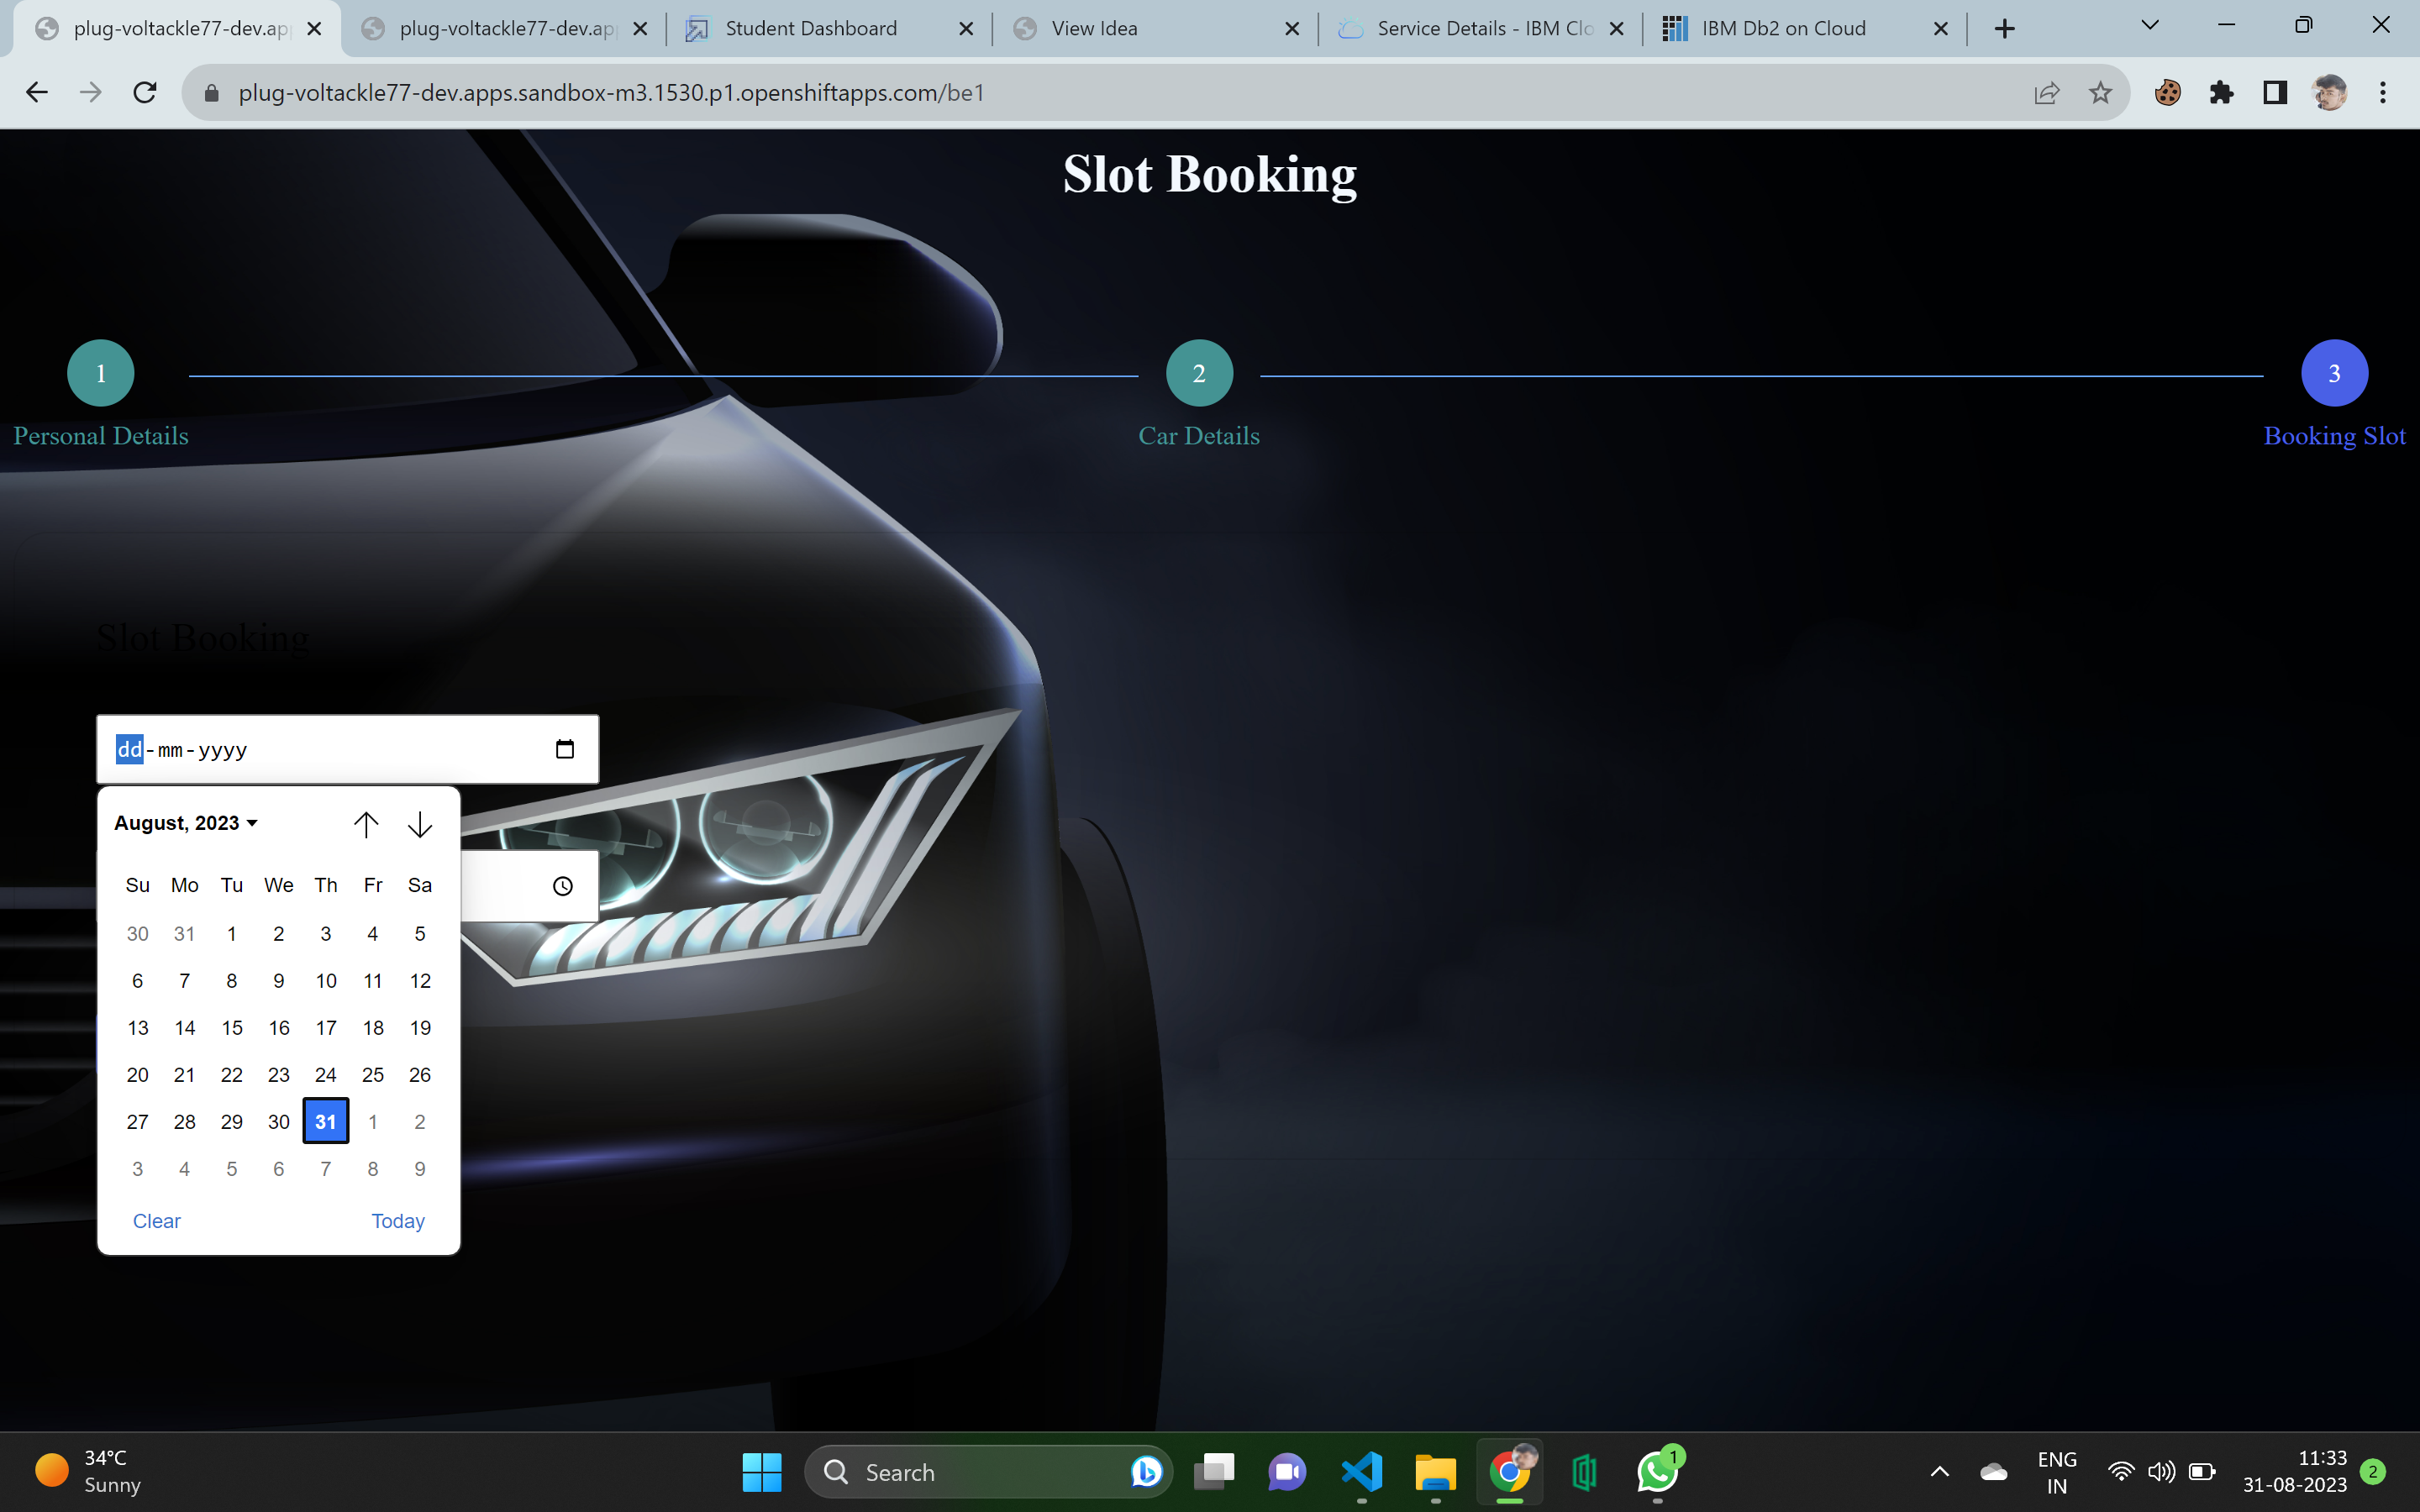 plug-voltackle77-dev.ap
plug-voltackle77-dev.ap
Student Dashboard
View Idea
Service Details - IBM Clo
IBM Db2 on Cloud
plug-voltackle77-dev.apps.sandbox-m3.1530.p1.openshiftapps.com/be1
Slot Booking
1
2
3
Personal Details
Car Details
Booking Slot
Slot Booking
dd-mm-yyyy
August, 2023
Su Mo Tu We Th Fr Sa
30 31 1 2 3 4 5
6 7 8 9 10 11 12
13 14 15 16 17 18 19
20 21 22 23 24 25 26
27 28 29 30 31 1 2
3 4 5 6 7 8 9
Clear Today
34°C
Sunny
Search
1
ENG
IN
11:33
31-08-2023
2